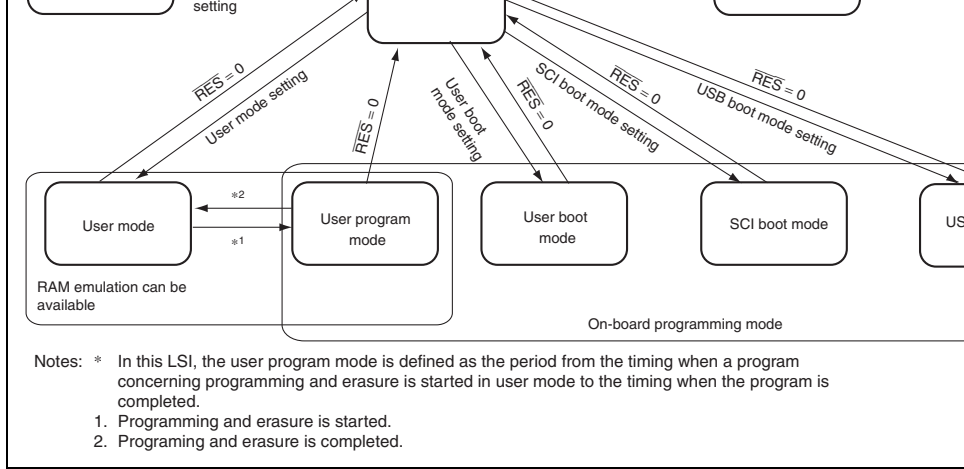 setting
RES = 0
User mode setting
RES = 0
User boot
mode setting
RES = 0
SCI boot mode setting
RES = 0
USB boot mode setting
RES = 0
User mode
*2
*1
User program
mode
User boot
mode
SCI boot mode
US
RAM emulation can be
available
On-board programming mode
Notes: * In this LSI, the user program mode is defined as the period from the timing when a program
concerning programming and erasure is started in user mode to the timing when the program is
completed.
1. Programming and erasure is started.
2. Programing and erasure is completed.